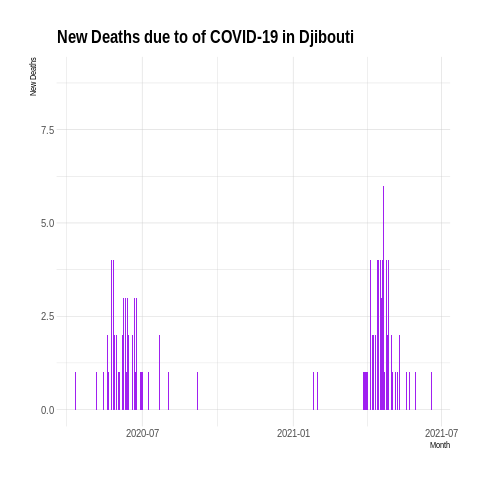 New Deaths due to of COVID-19 in Djibouti
New Deaths
7.5
5.0
2.5
0.0
2020-07
2021-01
2021-07
Month